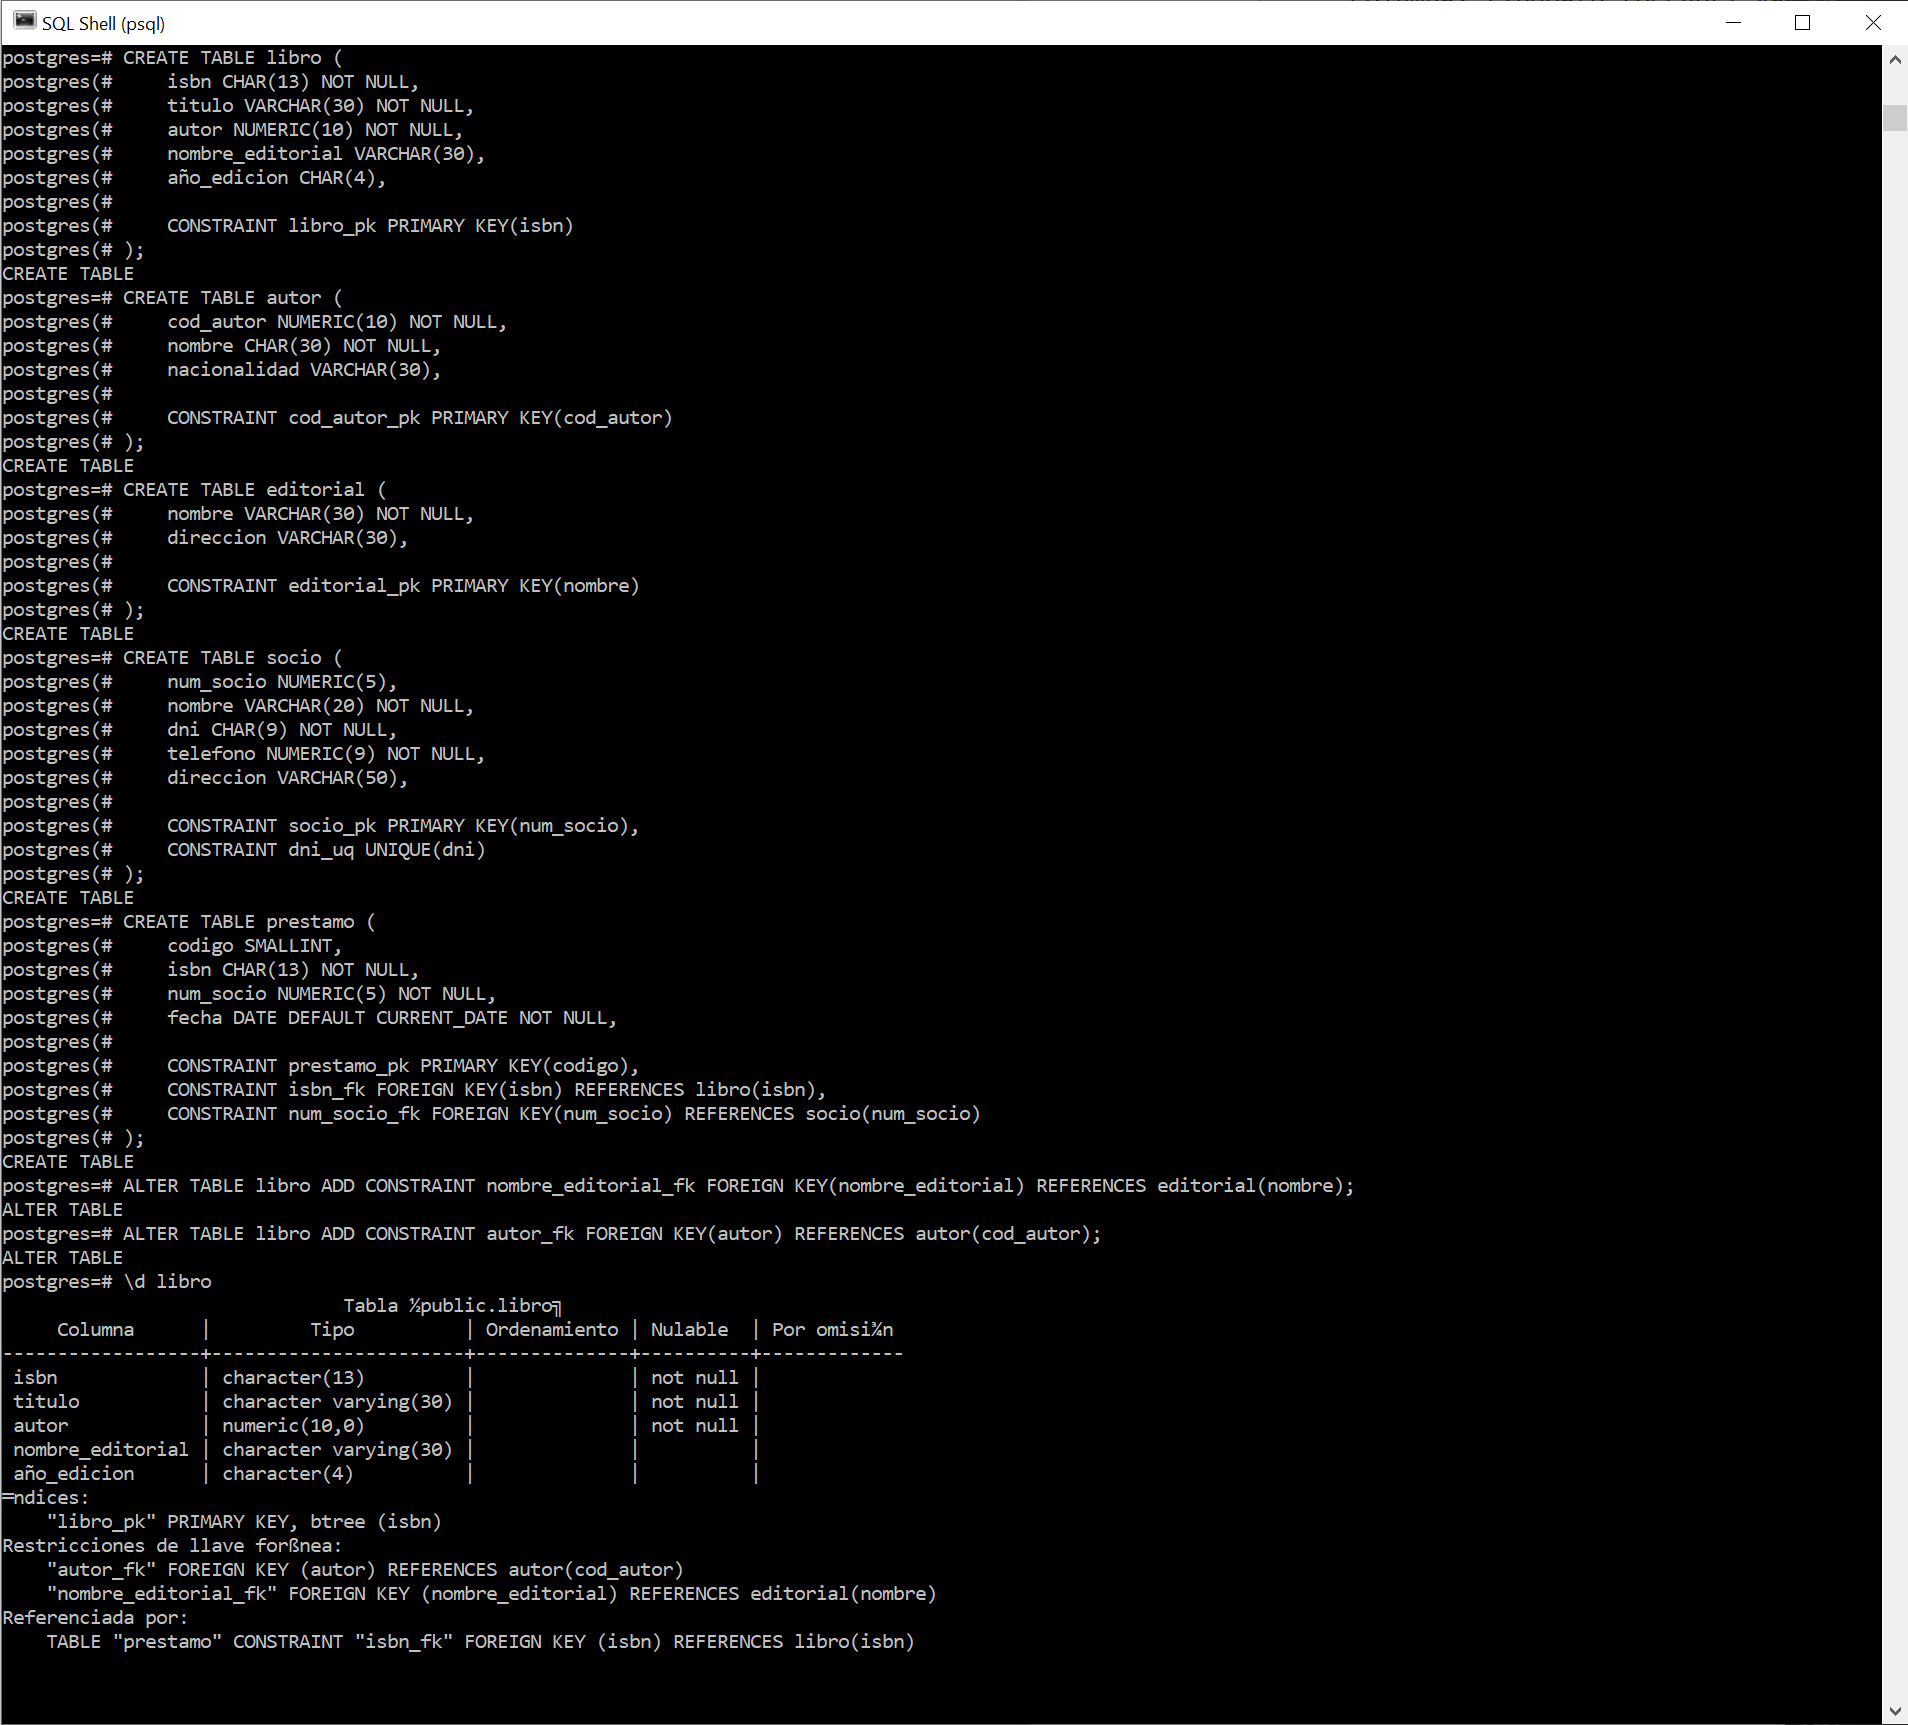 SQL Shell (psql)
postgres=# CREATE TABLE libro (
postgres(#     isbn CHAR(13) NOT NULL,
postgres(#     titulo VARCHAR(30) NOT NULL,
postgres(#     autor NUMERIC(10) NOT NULL,
postgres(#     nombre_editorial VARCHAR(30),
postgres(#     año_edicion CHAR(4),
postgres(#
postgres(#     CONSTRAINT libro_pk PRIMARY KEY(isbn)
postgres(# );
CREATE TABLE
postgres=# CREATE TABLE autor (
postgres(#     cod_autor NUMERIC(10) NOT NULL,
postgres(#     nombre CHAR(30) NOT NULL,
postgres(#     nacionalidad VARCHAR(30),
postgres(#
postgres(#     CONSTRAINT cod_autor_pk PRIMARY KEY(cod_autor)
postgres(# );
CREATE TABLE
postgres=# CREATE TABLE editorial (
postgres(#     nombre VARCHAR(30) NOT NULL,
postgres(#     direccion VARCHAR(30),
postgres(#
postgres(#     CONSTRAINT editorial_pk PRIMARY KEY(nombre)
postgres(# );
CREATE TABLE
postgres=# CREATE TABLE socio (
postgres(#     num_socio NUMERIC(5),
postgres(#     nombre VARCHAR(20) NOT NULL,
postgres(#     dni CHAR(9) NOT NULL,
postgres(#     telefono NUMERIC(9) NOT NULL,
postgres(#     direccion VARCHAR(50),
postgres(#
postgres(#     CONSTRAINT socio_pk PRIMARY KEY(num_socio),
postgres(#     CONSTRAINT dni_uq UNIQUE(dni)
postgres(# );
CREATE TABLE
postgres=# CREATE TABLE prestamo (
postgres(#     codigo SMALLINT,
postgres(#     isbn CHAR(13) NOT NULL,
postgres(#     num_socio NUMERIC(5) NOT NULL,
postgres(#     fecha DATE DEFAULT CURRENT_DATE NOT NULL,
postgres(#
postgres(#     CONSTRAINT prestamo_pk PRIMARY KEY(codigo),
postgres(#     CONSTRAINT isbn_fk FOREIGN KEY(isbn) REFERENCES libro(isbn),
postgres(#     CONSTRAINT num_socio_fk FOREIGN KEY(num_socio) REFERENCES socio(num_socio)
postgres(# );
CREATE TABLE
postgres=# ALTER TABLE libro ADD CONSTRAINT nombre_editorial_fk FOREIGN KEY(nombre_editorial) REFERENCES editorial(nombre);
ALTER TABLE
postgres=# ALTER TABLE libro ADD CONSTRAINT autor_fk FOREIGN KEY(autor) REFERENCES autor(cod_autor);
ALTER TABLE
postgres=# \d libro
                               Tabla ½public.libro╗
     Columna      |         Tipo          | Ordenamiento | Nulable  | Por omisi¾n
------------------+-----------------------+--------------+----------+-------------
 isbn             | character(13)         |              | not null |
 titulo           | character varying(30) |              | not null |
 autor            | numeric(10,0)         |              | not null |
 nombre_editorial | character varying(30) |              |          |
 año_edicion      | character(4)          |              |          |
═ndices:
    "libro_pk" PRIMARY KEY, btree (isbn)
Restricciones de llave forßnea:
    "autor_fk" FOREIGN KEY (autor) REFERENCES autor(cod_autor)
    "nombre_editorial_fk" FOREIGN KEY (nombre_editorial) REFERENCES editorial(nombre)
Referenciada por:
    TABLE "prestamo" CONSTRAINT "isbn_fk" FOREIGN KEY (isbn) REFERENCES libro(isbn)